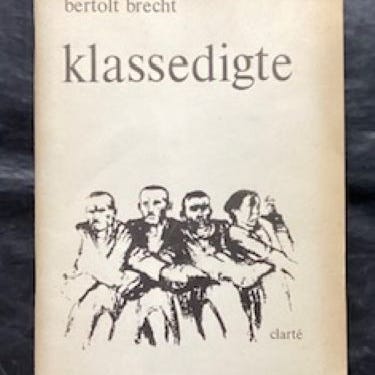 bertolt brecht
klassedigte
clarté